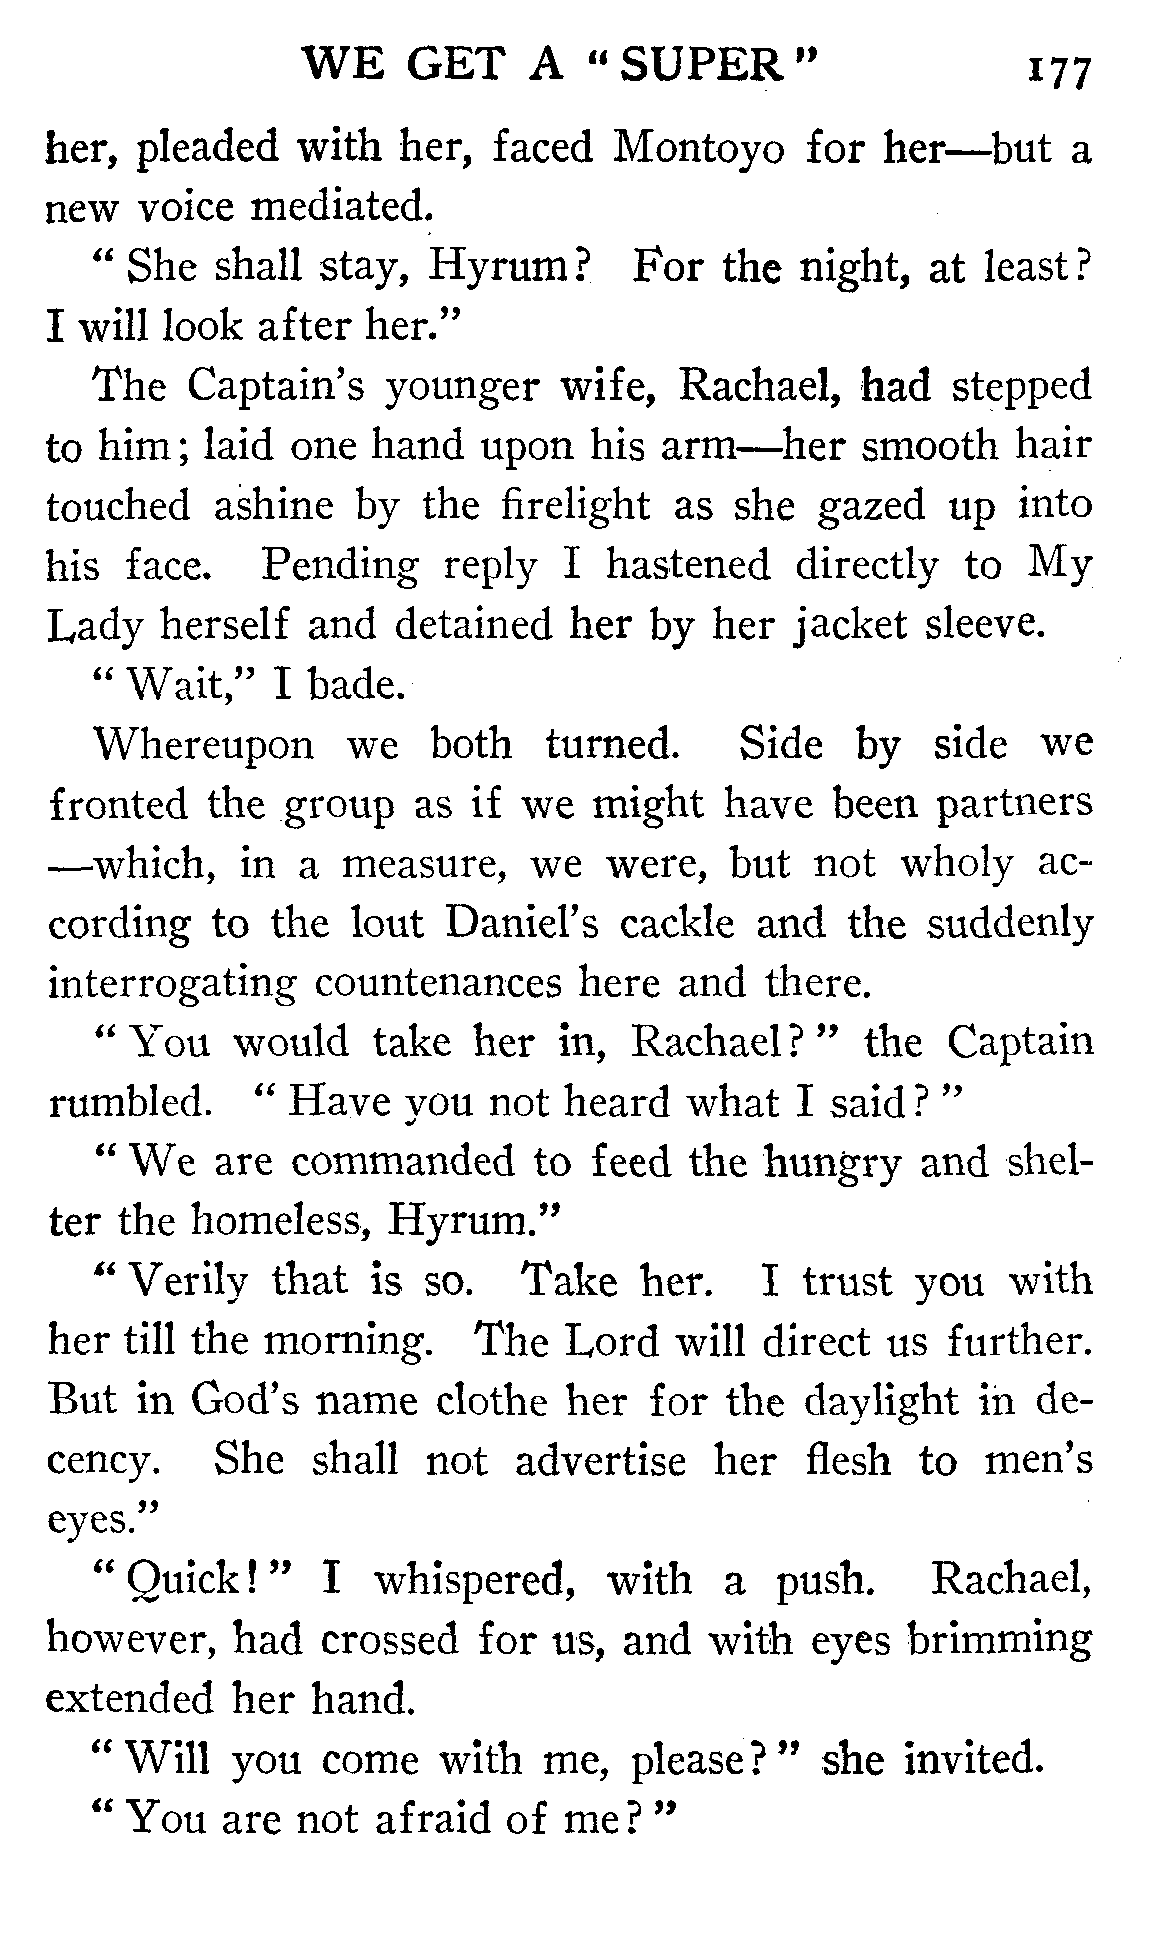 WE GET A “SUPER” 177
her, pleaded with her, faced Montoyo for her—but a
new voice mediated.
“She shall stay, Hyrum? For the night, at least?
I will look after her.”
The Captain’s younger wife, Rachael, had stepped
to him; laid one hand upon his arm—her smooth hair
touched ashine by the firelight as she gazed up into
his face. Pending reply I hastened directly to My
Lady herself and detained her by her jacket sleeve.
“Wait,” I bade.
Whereupon we both turned. Side by side we
fronted the group as if we might have been partners
—which, in a measure, we were, but not wholy ac-
cording to the lout Daniel’s cackle and the suddenly
interrogating countenances here and there.
“You would take her in, Rachael?” the Captain
rumbled. “Have you not heard what I said?”
“We are commanded to feed the hungry and shel-
ter the homeless, Hyrum.”
“Verily that is so. Take her. I trust you with
her till the morning. The Lord will direct us further.
But in God’s name clothe her for the daylight in de-
cency. She shall not advertise her flesh to men’s
eyes.”
“Quick!” I whispered, with a push. Rachael,
however, had crossed for us, and with eyes brimming
extended her hand.
“Will you come with me, please?” she invited.
“You are not afraid of me?”